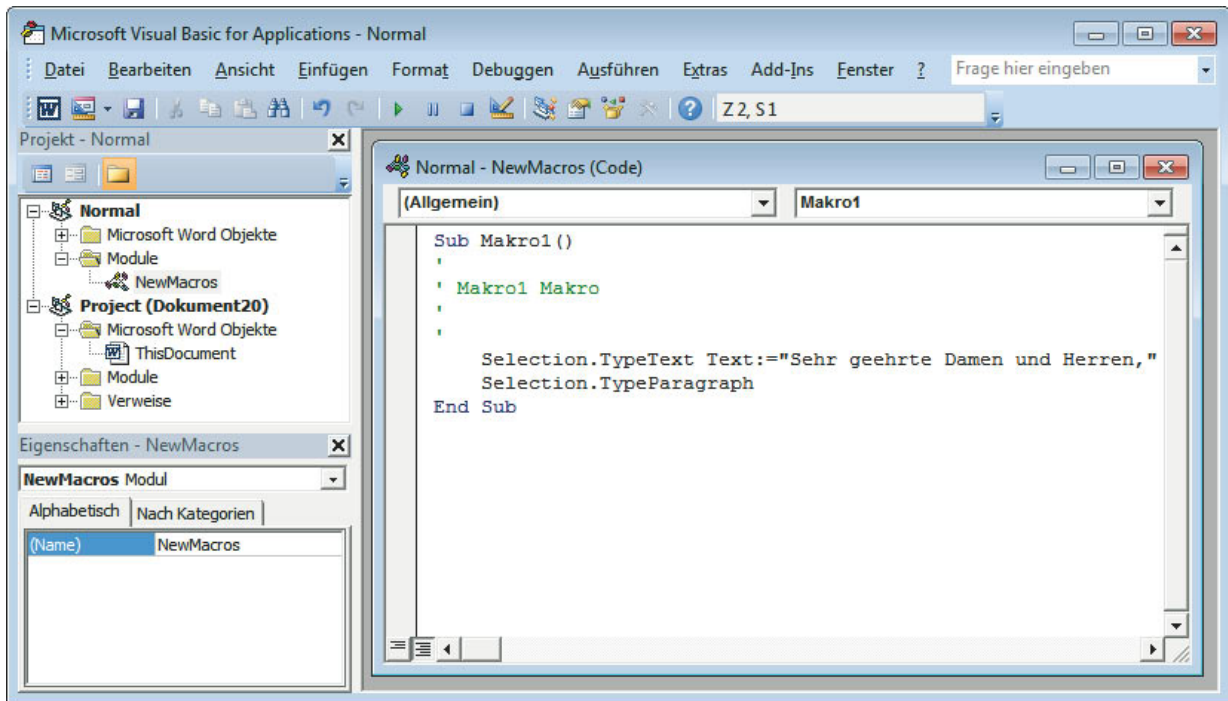 Microsoft Visual Basic for Applications - Normal
Datei Bearbeiten Ansicht Einfügen Format Debuggen Ausführen Extras Add-Ins Fenster ? Frage hier eingeben
Z 2, S 1
Projekt - Normal
Normal
Microsoft Word Objekte
Module
NewMacros
Project (Dokument20)
Microsoft Word Objekte
ThisDocument
Module
Verweise
Eigenschaften - NewMacros
NewMacros Modul
Alphabetisch Nach Kategorien
(Name) NewMacros
Normal - NewMacros (Code)
(Allgemein) Makro1
Sub Makro1()
'
' Makro1 Makro
'
'
Selection.TypeText Text:="Sehr geehrte Damen und Herren,"
Selection.TypeParagraph
End Sub